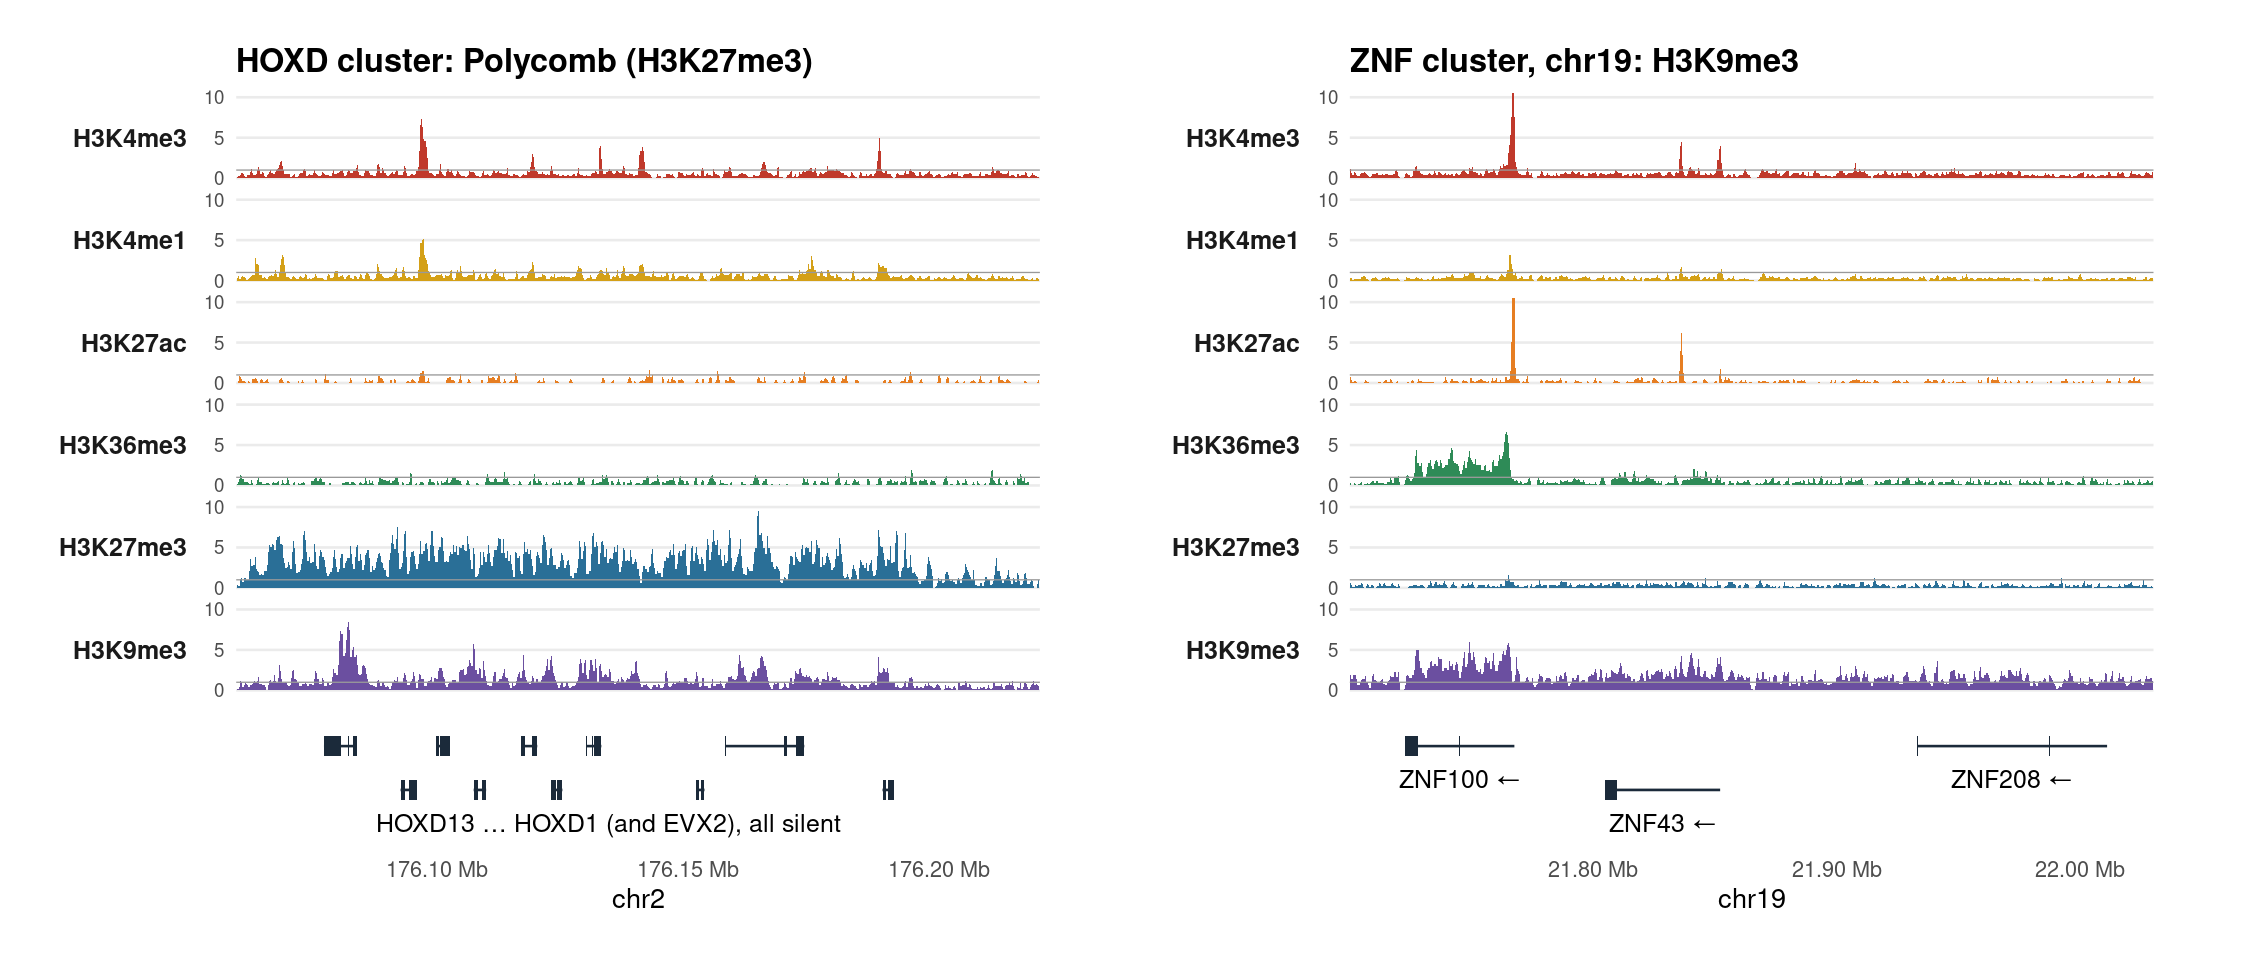 HOXD cluster: Polycomb (H3K27me3)
10
H3K4me3 5
0
10
H3K4me1 5
0
10
H3K27ac 5
0
10
H3K36me3 5
0
10
H3K27me3 5
0
10
H3K9me3 5
0
HOXD13 … HOXD1 (and EVX2), all silent
176.10 Mb 176.15 Mb 176.20 Mb
chr2
ZNF cluster, chr19: H3K9me3
10
H3K4me3 5
0
10
H3K4me1 5
0
10
H3K27ac 5
0
10
H3K36me3 5
0
10
H3K27me3 5
0
10
H3K9me3 5
0
ZNF100 ← ZNF208 ←
ZNF43 ←
21.80 Mb 21.90 Mb 22.00 Mb
chr19